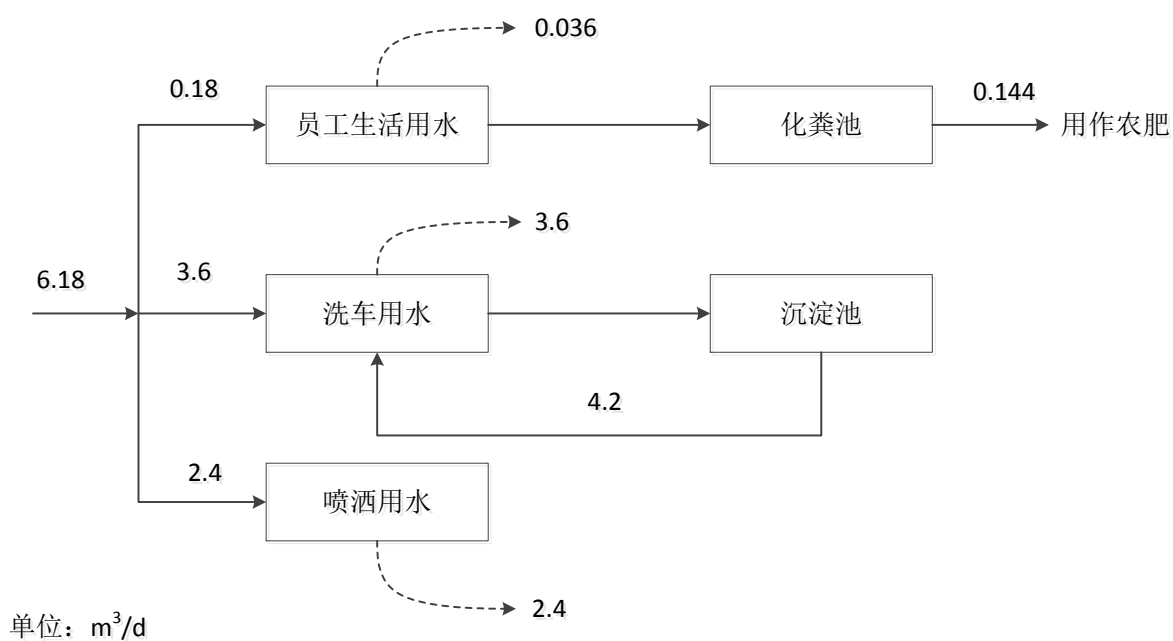 0.036
0.18
员工生活用水
化粪池
0.144
用作农肥
3.6
6.18
3.6
洗车用水
沉淀池
4.2
2.4
喷洒用水
2.4
单位：m³/d